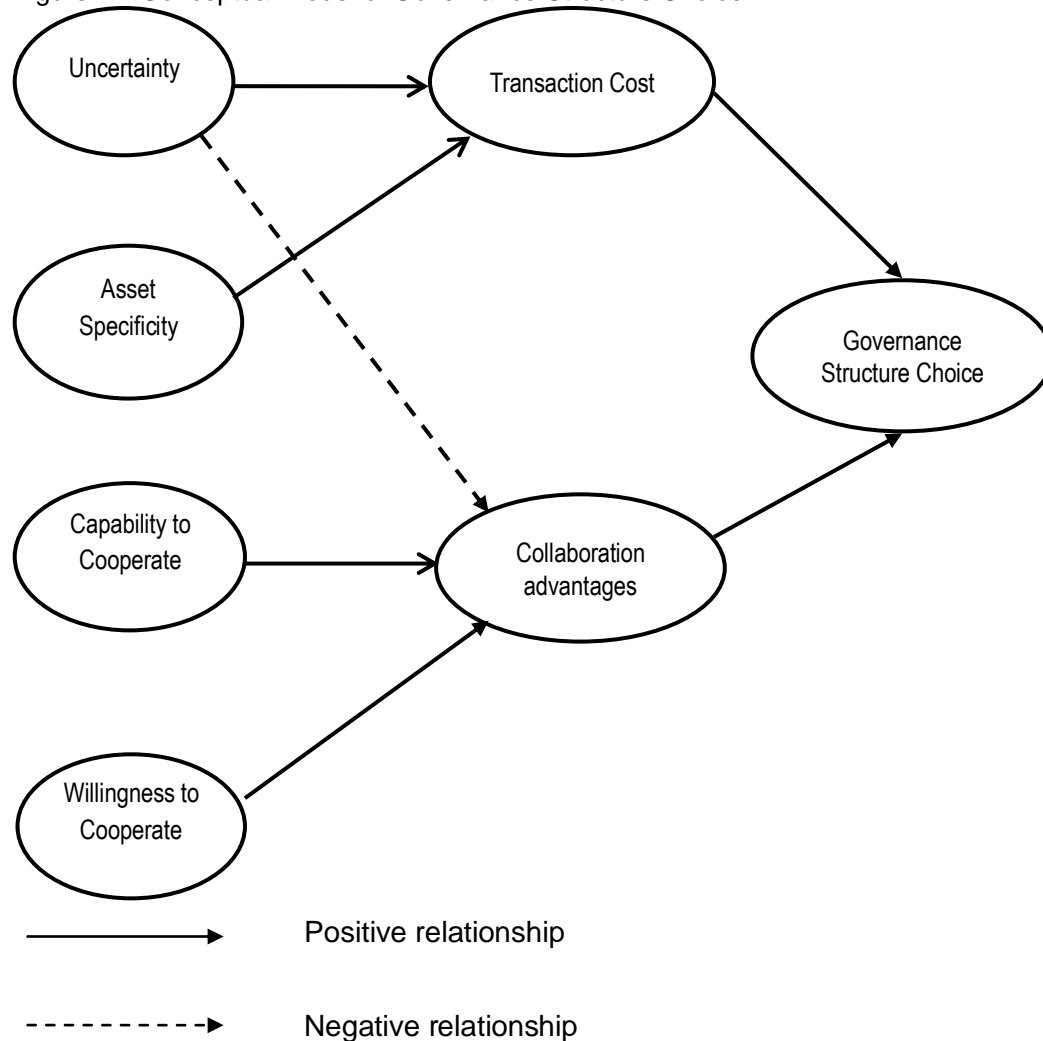 Uncertainty
Transaction Cost
Asset
Specificity
Governance
Structure Choice
Capability to
Cooperate
Collaboration
advantages
Willingness to
Cooperate
Positive relationship
Negative relationship